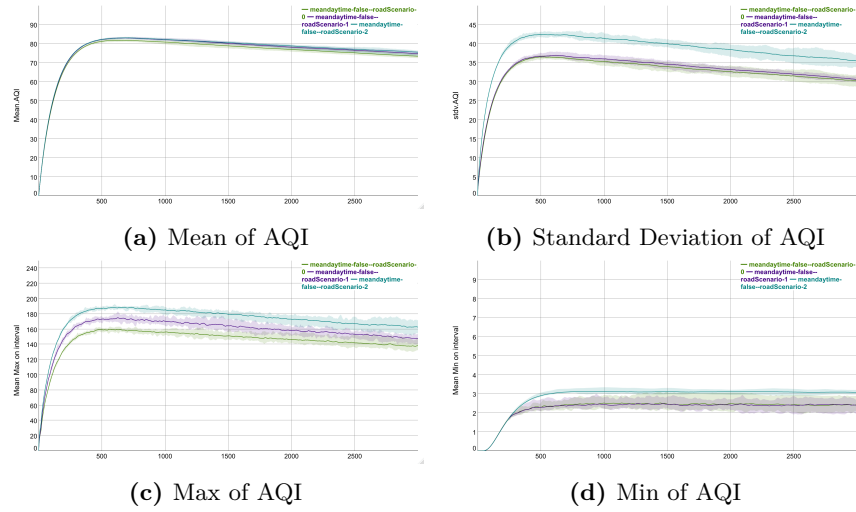 — meandaytime-false--roadScenario-
0 — meandaytime-false--
roadScenario-1 — meandaytime-
false--roadScenario-2
Mean.AQI
80
70
60
50
40
30
20
10
0
500
1000
1500
2000
2500
(a) Mean of AQI
— meandaytime-false--roadScenario-
0 — meandaytime-false--
roadScenario-1 — meandaytime-
false--roadScenario-2
stdv.AQI
45
40
35
30
25
20
15
10
5
0
500
1000
1500
2000
2500
(b) Standard Deviation of AQI
— meandaytime-false--roadScenario-
0 — meandaytime-false--
roadScenario-1 — meandaytime-
false--roadScenario-2
Mean Max on interval
240
220
200
180
160
140
120
100
80
60
40
20
0
500
1000
1500
2000
2500
(c) Max of AQI
— meandaytime-false--roadScenario-
0 — meandaytime-false--
roadScenario-1 — meandaytime-
false--roadScenario-2
Mean Min on interval
9
8
7
6
5
4
3
2
1
0
500
1000
1500
2000
2500
(d) Min of AQI